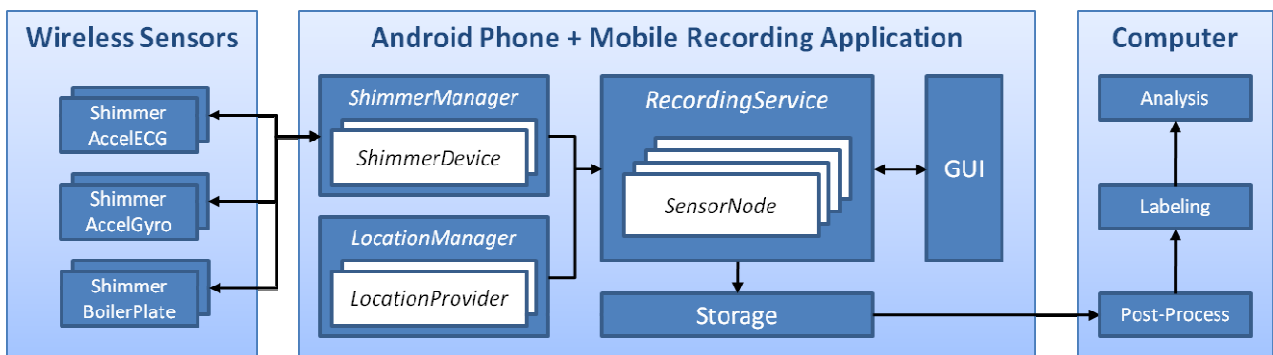 Wireless Sensors
Shimmer
AccelECG
Shimmer
AccelGyro
Shimmer
BoilerPlate
Android Phone + Mobile Recording Application
ShimmerManager
ShimmerDevice
LocationManager
LocationProvider
RecordingService
SensorNode
GUI
Storage
Computer
Analysis
Labeling
Post-Process